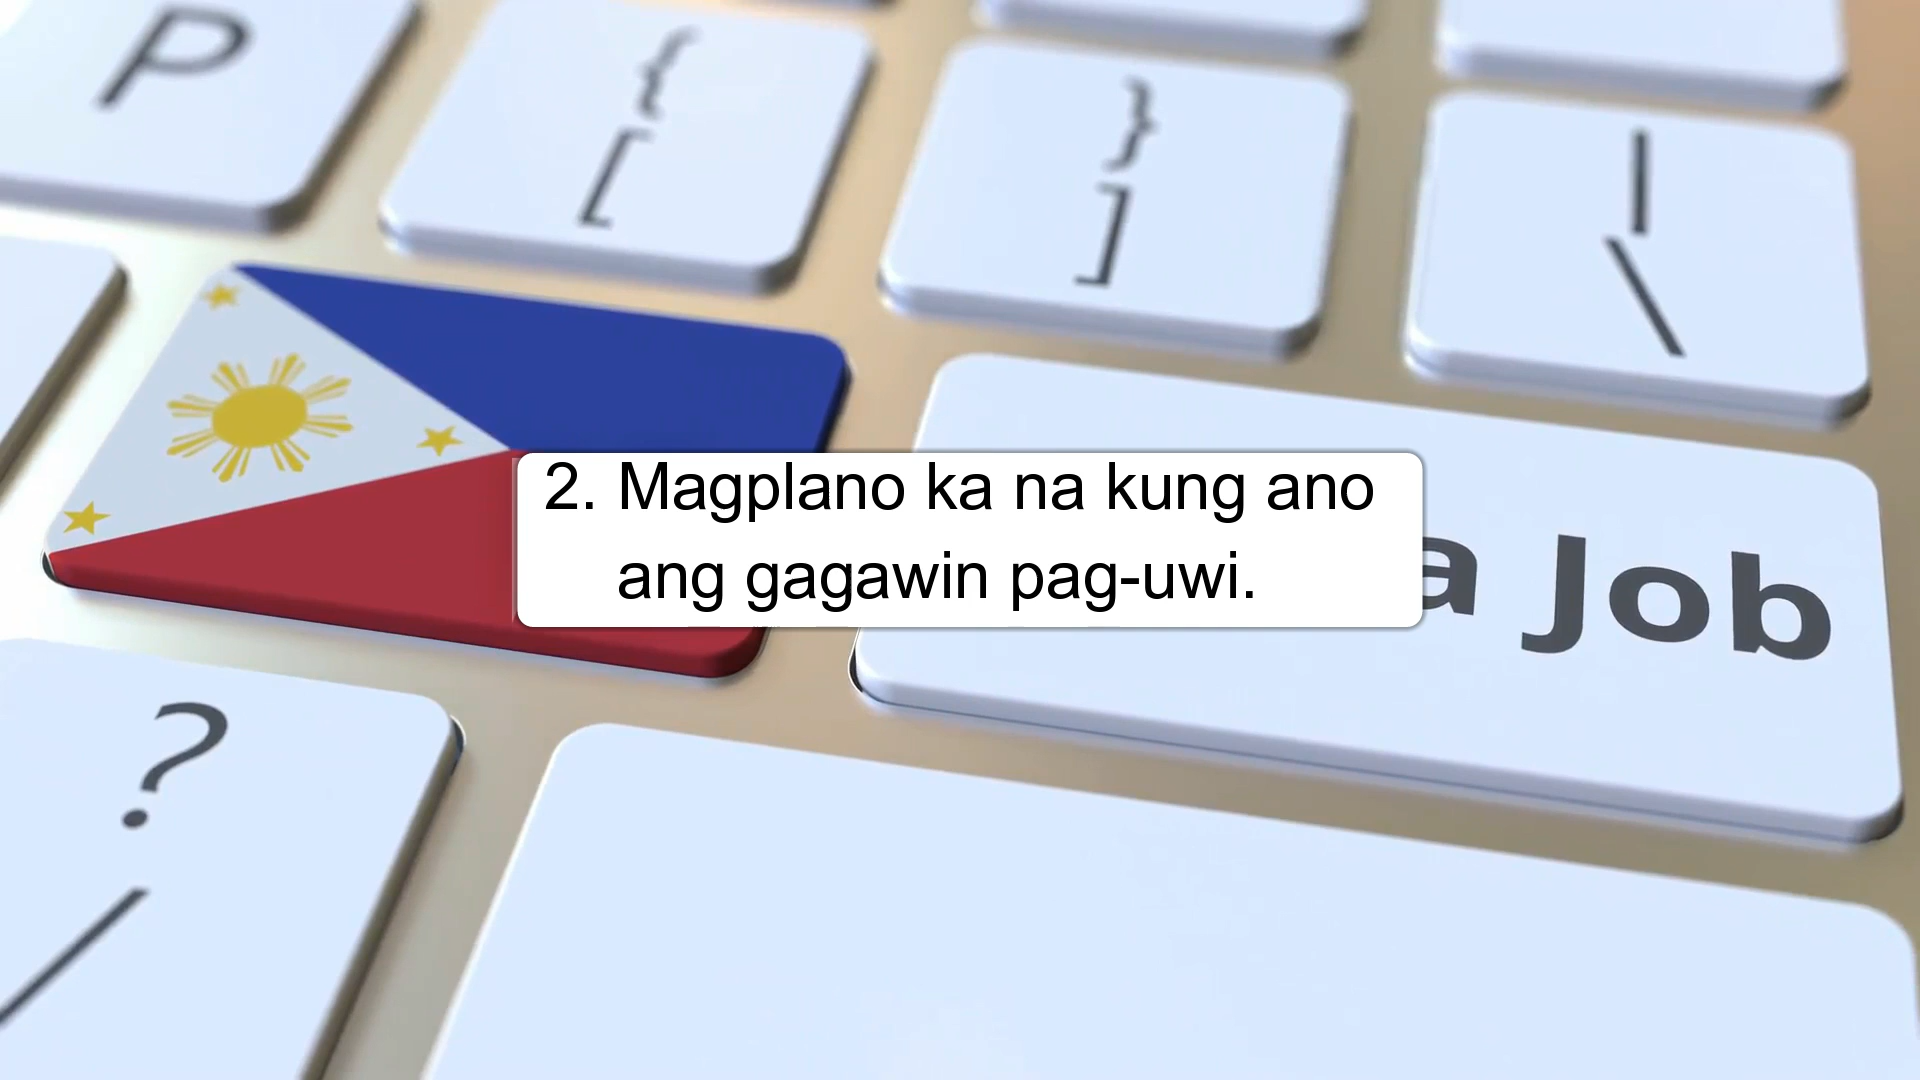 P
{
[
}
]
|
\
2. Magplano ka na kung ano
ang gagawin pag-uwi.
a Job
?
/